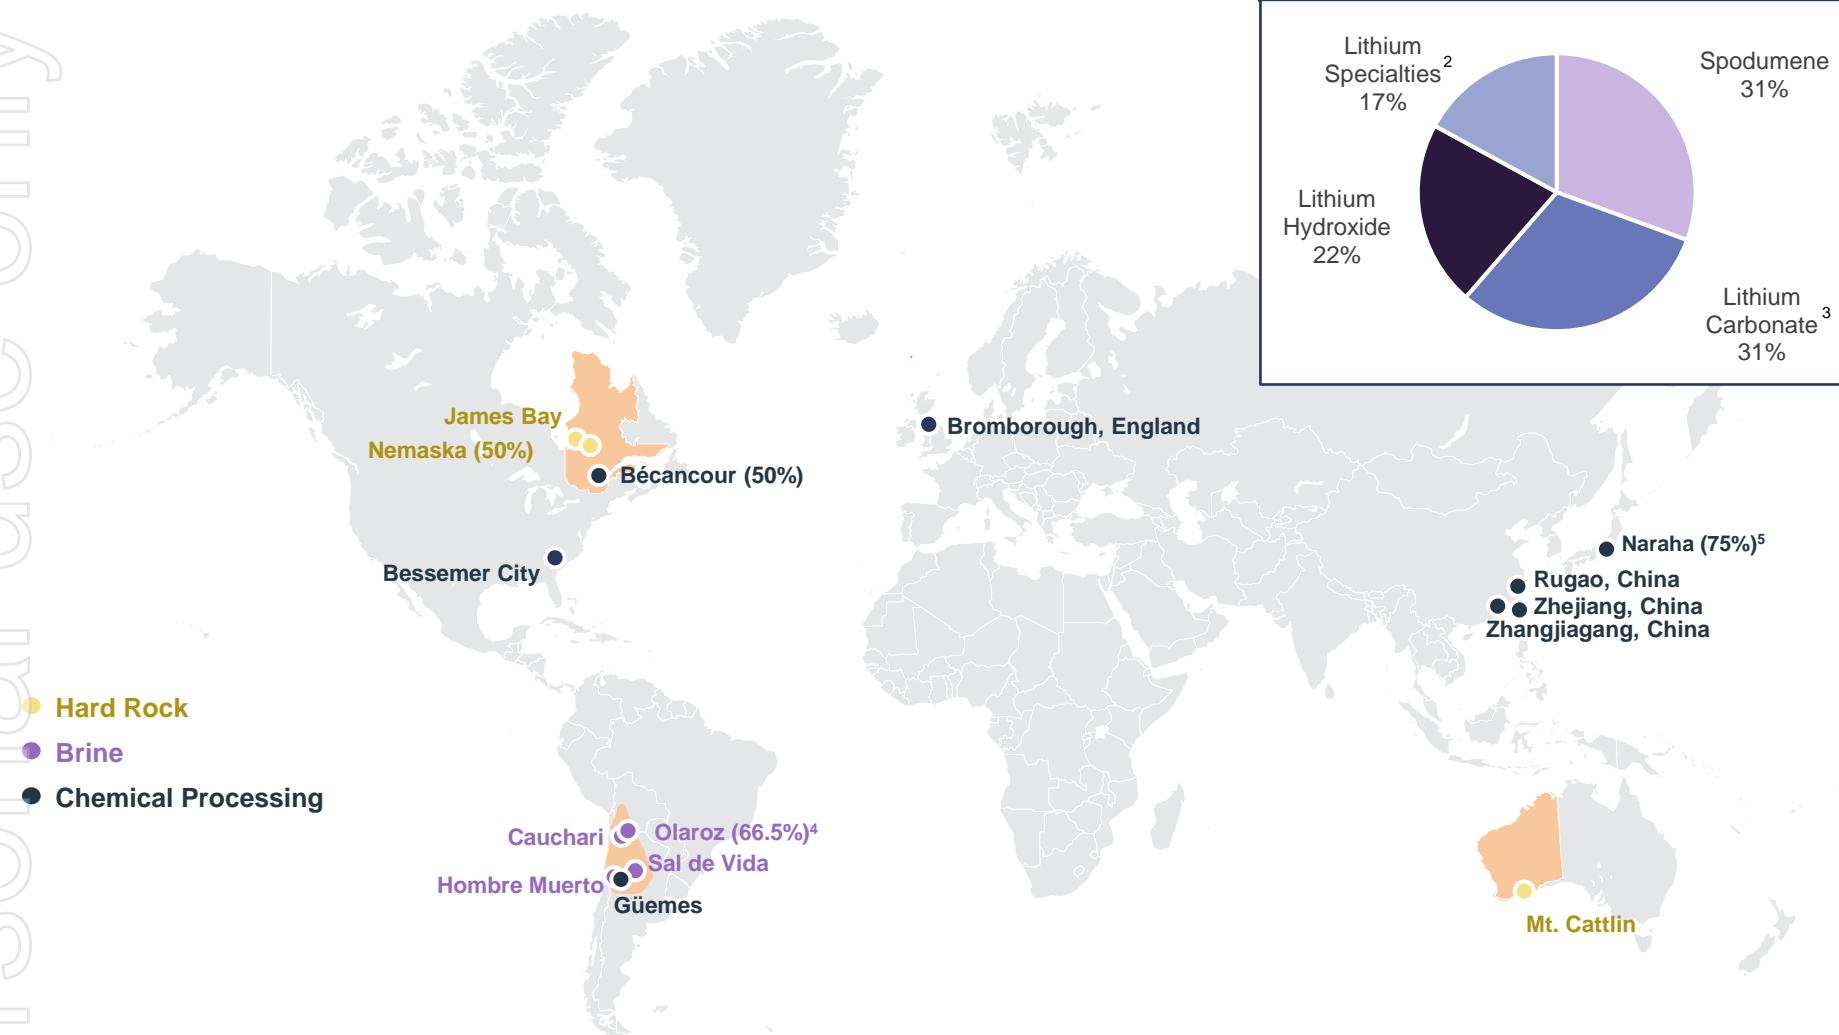 Lithium
Specialties2
17%
Spodumene
31%
Lithium
Hydroxide
22%
Lithium
Carbonate3
31%
James Bay
Nemaska (50%)
Bécancour (50%)
Bromborough, England
Bessemer City
Naraha (75%)5
Rugao, China
Zhejiang, China
Zhangjiagang, China
Hard Rock
Brine
Chemical Processing
Cauchari
Olaroz (66.5%)4
Sal de Vida
Hombre Muerto
Güemes
Mt. Cattlin